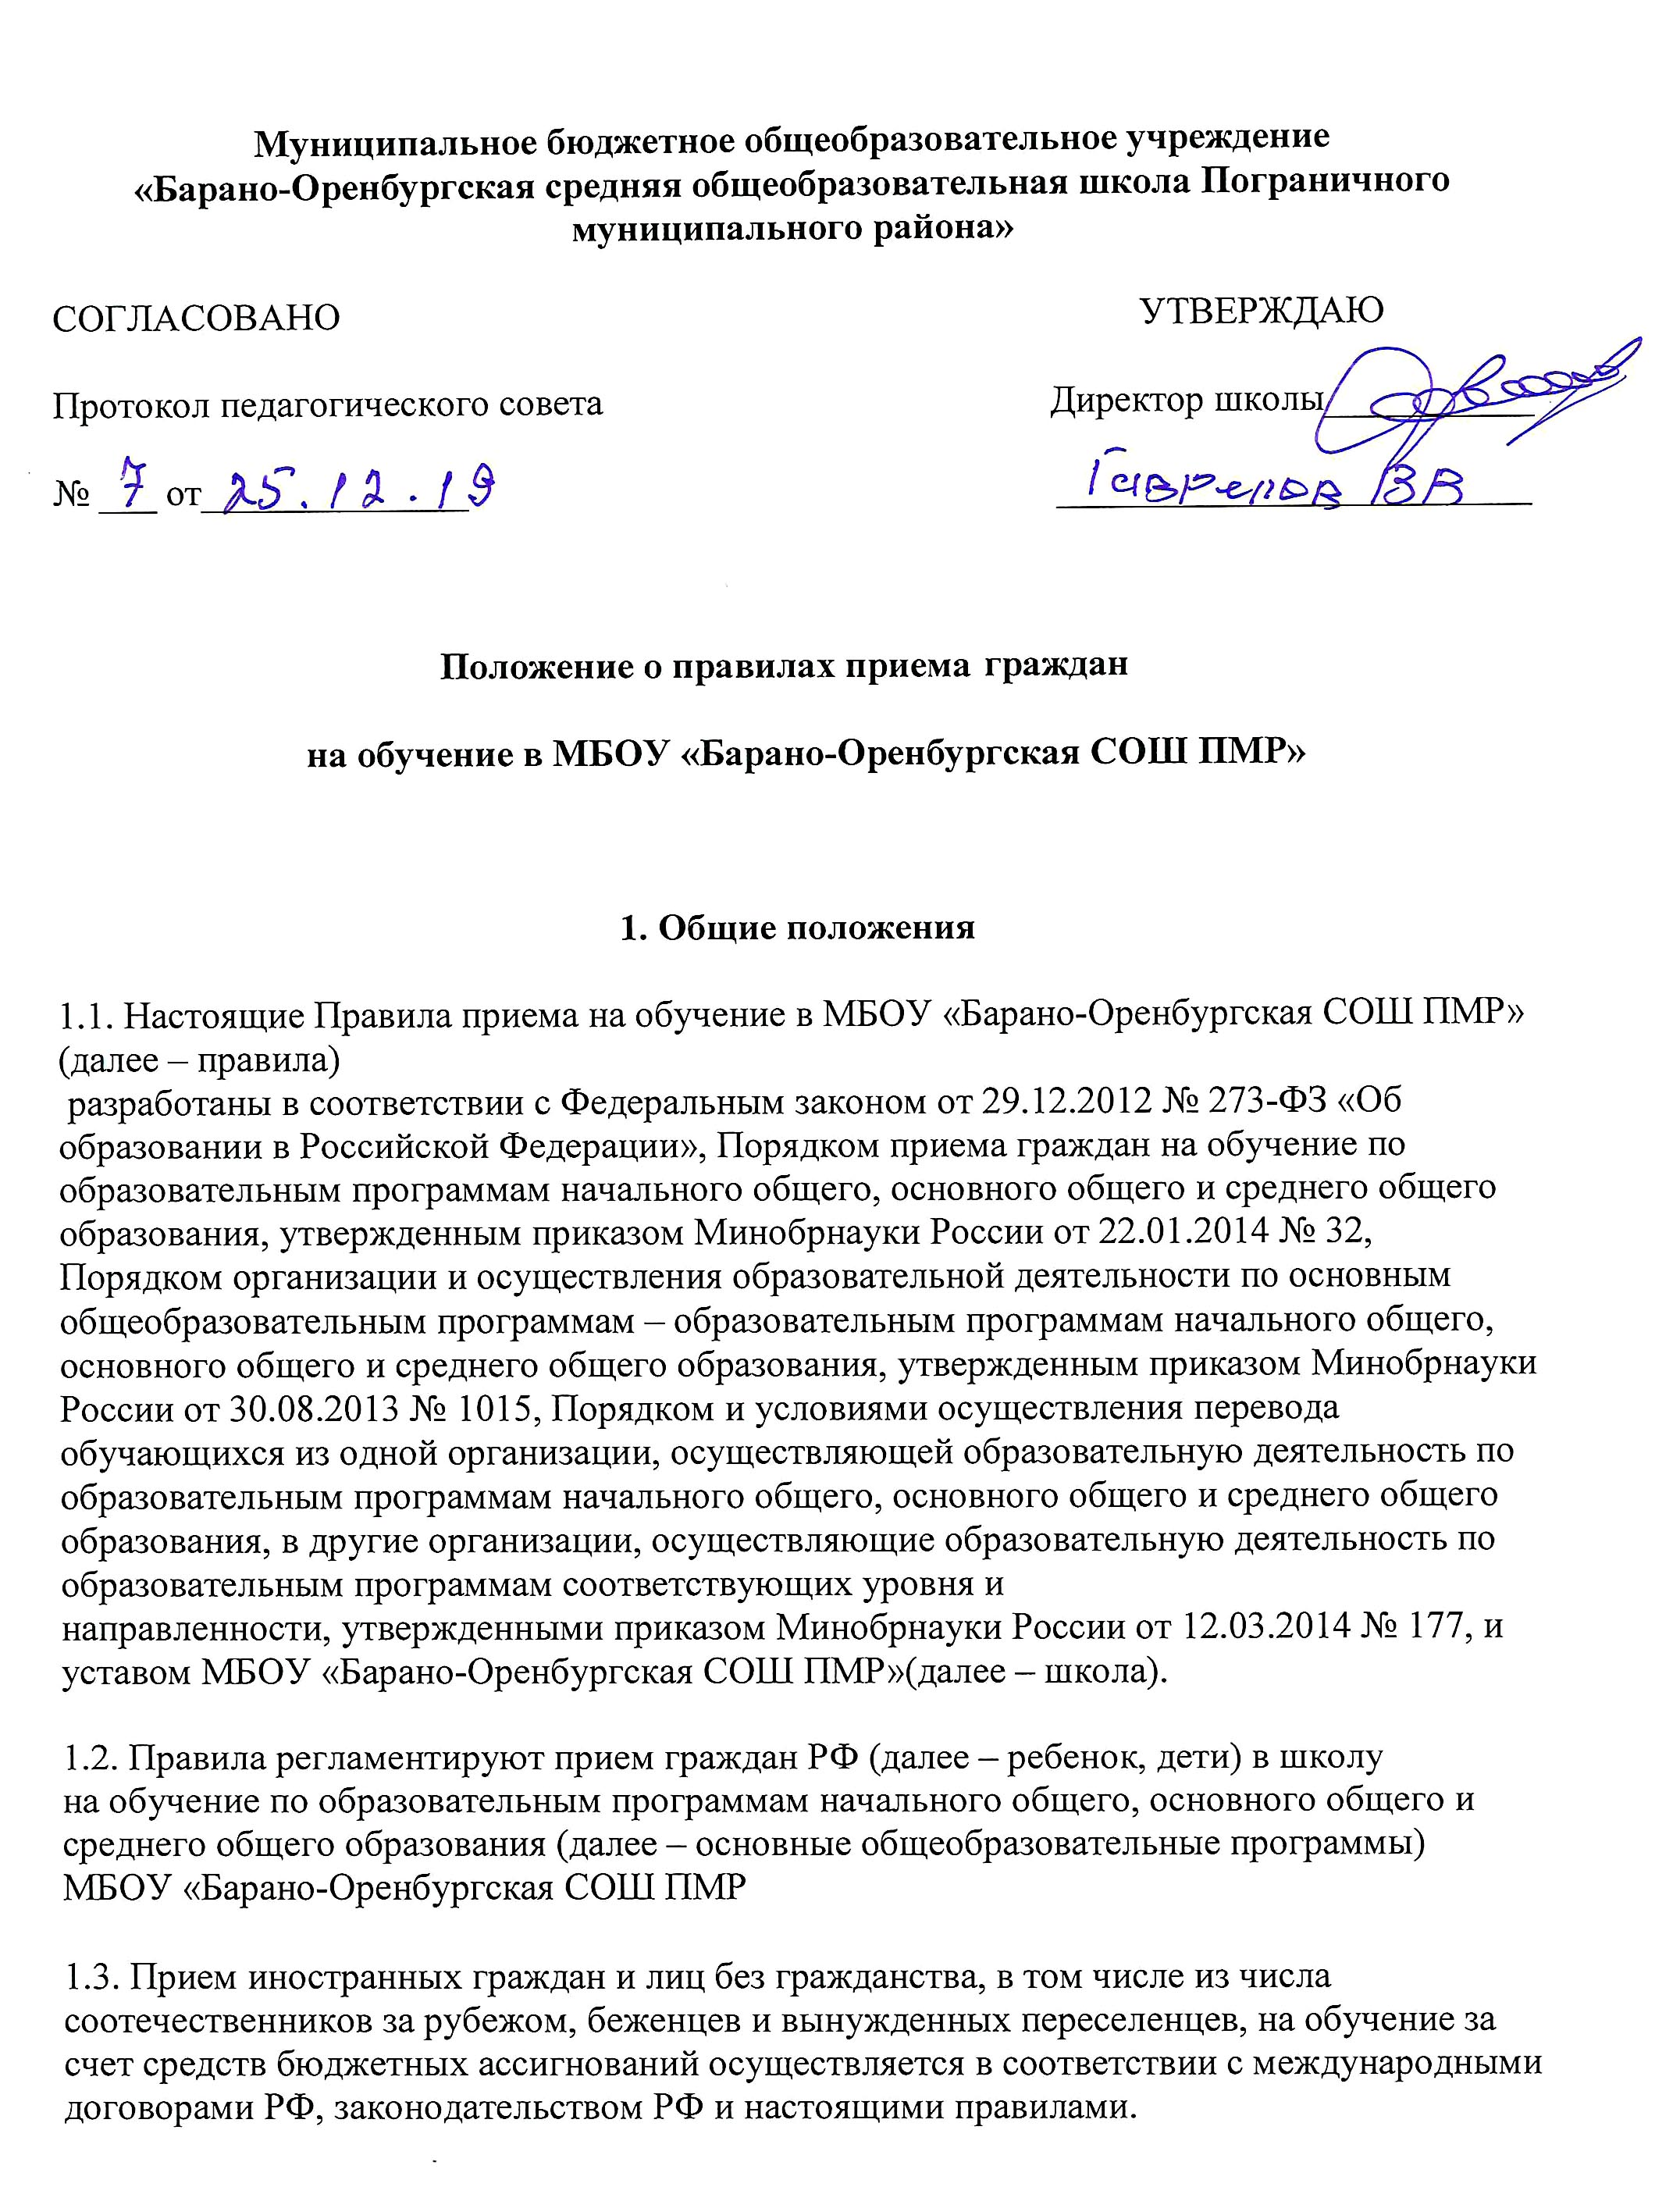 Муниципальное бюджетное общеобразовательное учреждение
«Барано-Оренбургская средняя общеобразовательная школа Пограничного
муниципального района»
СОГЛАСОВАНО УТВЕРЖДАЮ
Протокол педагогического совета Директор школы
№ 7 от 25.12.19 ВВ
Положение о правилах приема граждан
на обучение в МБОУ «Барано-Оренбургская СОШ ПМР»
1. Общие положения
1.1. Настоящие Правила приема на обучение в МБОУ «Барано-Оренбургская СОШ ПМР»
(далее – правила)
разработаны в соответствии с Федеральным законом от 29.12.2012 № 273-ФЗ «Об
образовании в Российской Федерации», Порядком приема граждан на обучение по
образовательным программам начального общего, основного общего и среднего общего
образования, утвержденным приказом Минобрнауки России от 22.01.2014 № 32,
Порядком организации и осуществления образовательной деятельности по основным
общеобразовательным программам – образовательным программам начального общего,
основного общего и среднего общего образования, утвержденным приказом Минобрнауки
России от 30.08.2013 № 1015, Порядком и условиями осуществления перевода
обучающихся из одной организации, осуществляющей образовательную деятельность по
образовательным программам начального общего, основного общего и среднего общего
образования, в другие организации, осуществляющие образовательную деятельность по
образовательным программам соответствующих уровня и
направленности, утвержденными приказом Минобрнауки России от 12.03.2014 № 177, и
уставом МБОУ «Барано-Оренбургская СОШ ПМР»(далее – школа).
1.2. Правила регламентируют прием граждан РФ (далее – ребенок, дети) в школу
на обучение по образовательным программам начального общего, основного общего и
среднего общего образования (далее – основные общеобразовательные программы)
МБОУ «Барано-Оренбургская СОШ ПМР
1.3. Прием иностранных граждан и лиц без гражданства, в том числе из числа
соотечественников за рубежом, беженцев и вынужденных переселенцев, на обучение за
счет средств бюджетных ассигнований осуществляется в соответствии с международными
договорами РФ, законодательством РФ и настоящими правилами.